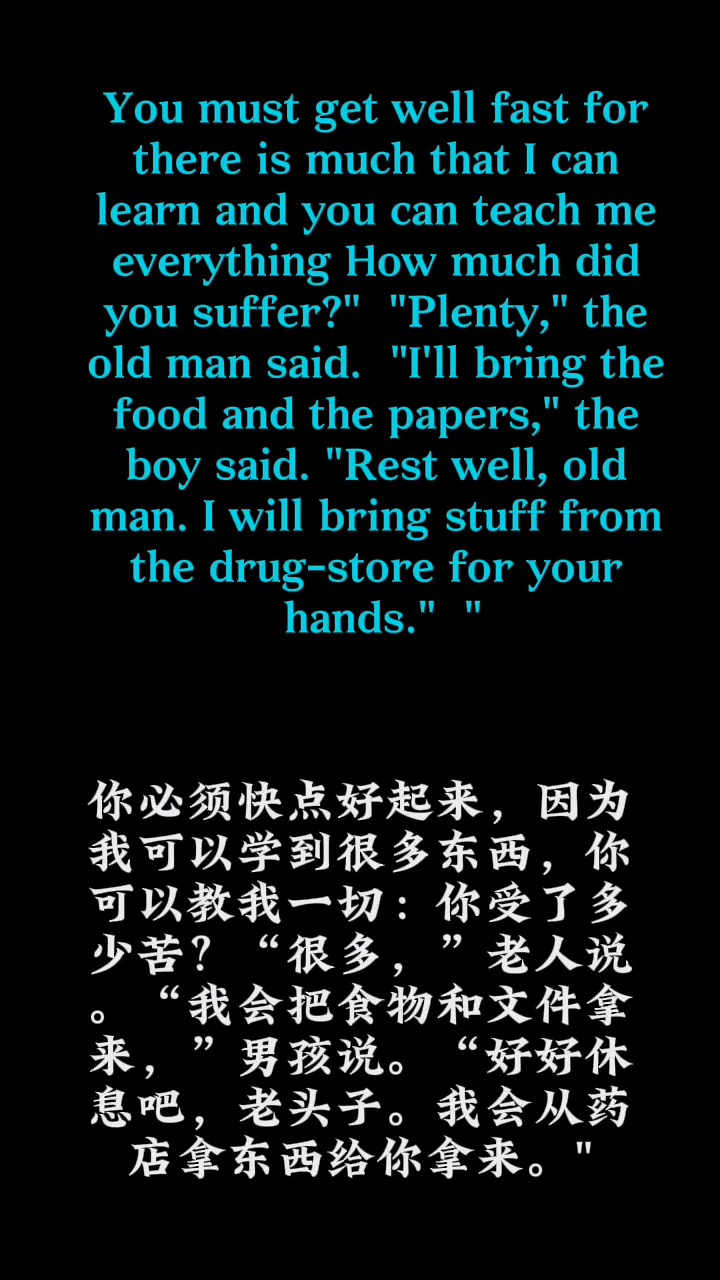 You must get well fast for
there is much that I can
learn and you can teach me
everything How much did
you suffer?"  "Plenty," the
old man said.  "I'll bring the
food and the papers," the
boy said. "Rest well, old
man. I will bring stuff from
the drug-store for your
hands."  "
你必须快点好起来，因为
我可以学到很多东西，你
可以教我一切：你受了多
少苦？“很多，”老人说
。“我会把食物和文件拿
来，”男孩说。“好好休
息吧，老头子。我会从药
店拿东西给你拿来。"